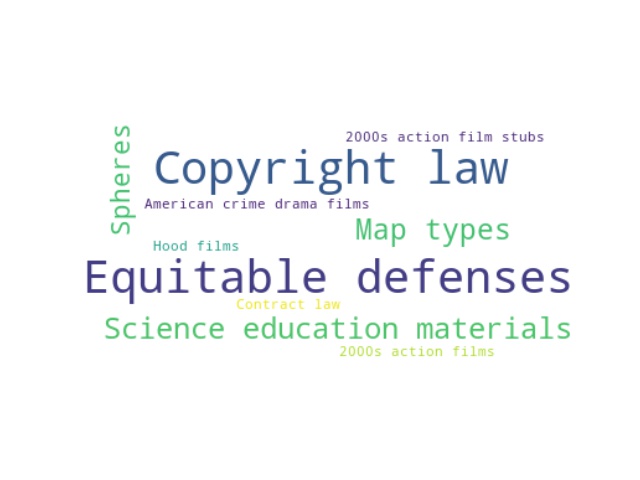 2000s action film stubs
Spheres
Copyright law
American crime drama films
Map types
Hood films
Equitable defenses
Contract law
Science education materials
2000s action films